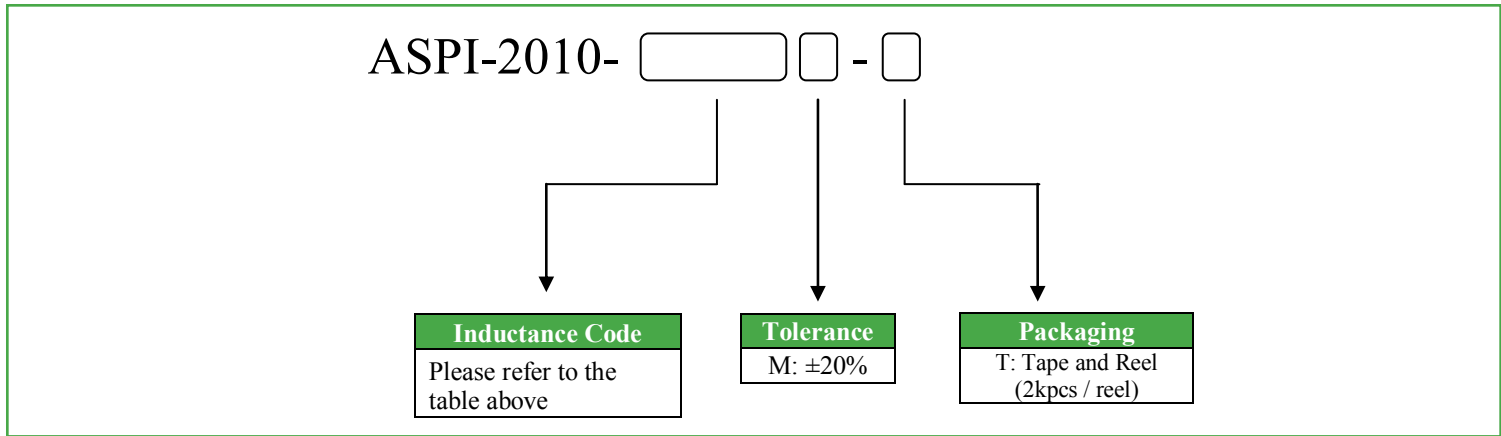 ASPI-2010- -
Inductance Code
Please refer to the
table above
Tolerance
M: ±20%
Packaging
T: Tape and Reel
(2kpcs / reel)